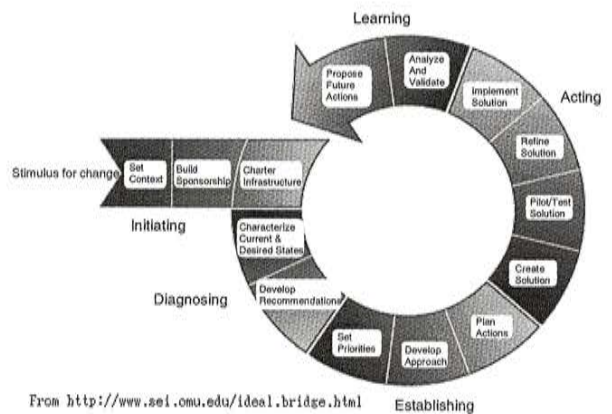 Learning
Propose
Future
Actions
Analyze
And
Validate
Implement
Solution
Acting
Refine
Solution
Pilot/Test
Solution
Create
Solution
Stimulus for change
Set
Context
Build
Sponsorship
Charter
Infrastructure
Initiating
Characterize
Current &
Desired States
Diagnosing
Develop
Recommendations
Set
Priorities
Develop
Approach
Plan
Actions
Establishing
From http://www.sei.omu.edu/ideal.bridge.html